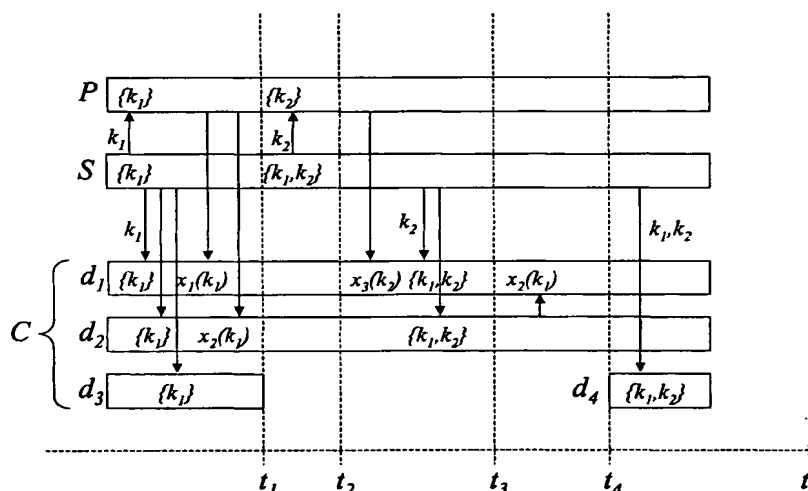 P {k₁} {k₂}
k₁ k₂
S {k₁} {k₁,k₂}
k₁ k₂ k₁,k₂
d₁ {k₁} x₁(k₁) x₃(k₂) {k₁,k₂} x₂(k₁)
C
d₂ {k₁} x₂(k₁) {k₁,k₂}
d₃ {k₁} d₄ {k₁,k₂}
t₁ t₂ t₃ t₄ t